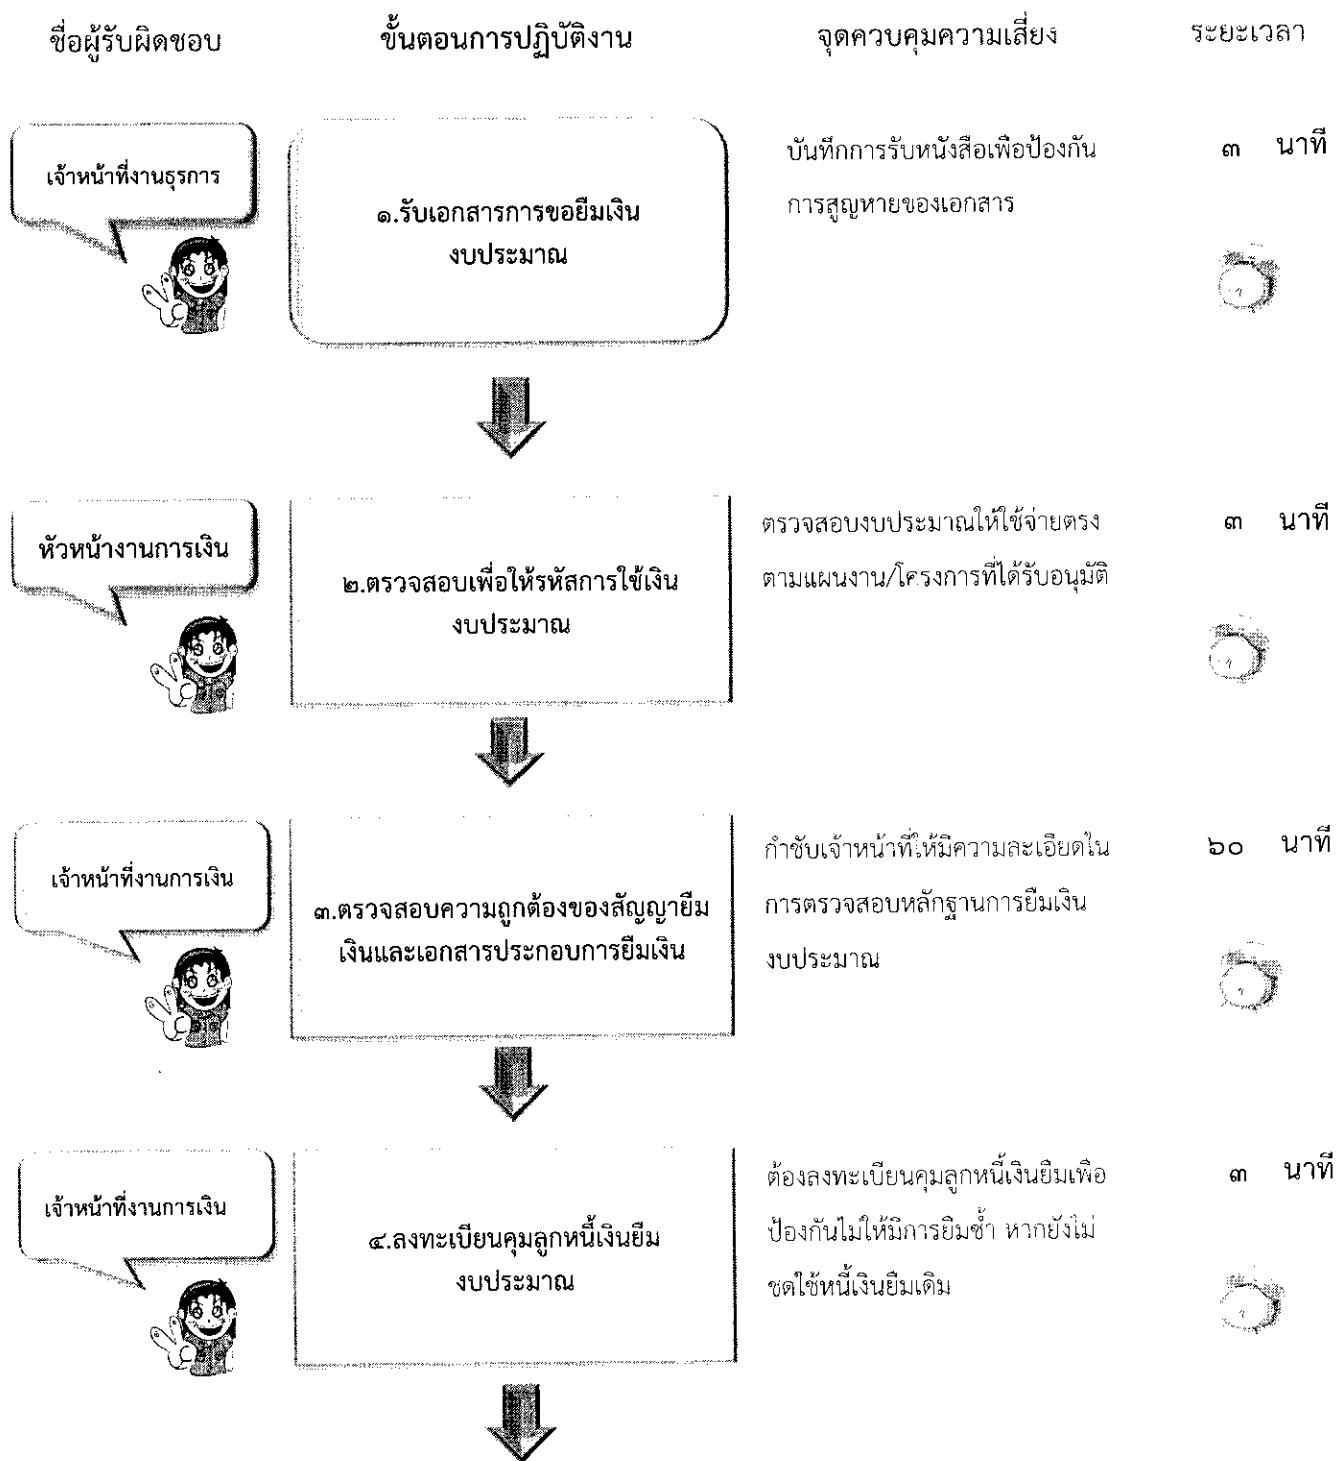 ชื่อผู้รับผิดชอบ ขั้นตอนการปฏิบัติงาน จุดควบคุมความเสี่ยง ระยะเวลา
เจ้าหน้าที่งานธุรการ
๑.รับเอกสารการขอยืมเงิน
งบประมาณ
บันทึกการรับหนังสือเพื่อป้องกัน
การสูญหายของเอกสาร
๓ นาที
หัวหน้างานการเงิน
๒.ตรวจสอบเพื่อให้รหัสการใช้เงิน
งบประมาณ
ตรวจสอบงบประมาณให้ใช้จ่ายตรง
ตามแผนงาน/โครงการที่ได้รับอนุมัติ
๓ นาที
เจ้าหน้าที่งานการเงิน
๓.ตรวจสอบความถูกต้องของสัญญายืม
เงินและเอกสารประกอบการยืมเงิน
กำชับเจ้าหน้าที่ให้มีความละเอียดใน
การตรวจสอบหลักฐานการยืมเงิน
งบประมาณ
๖๐ นาที
เจ้าหน้าที่งานการเงิน
๔.ลงทะเบียนคุมลูกหนี้เงินยืม
งบประมาณ
ต้องลงทะเบียนคุมลูกหนี้เงินยืมเพื่อ
ป้องกันไม่ให้มีการยืมซ้ำ หากยังไม่
ชดใช้หนี้เงินยืมเดิม
๓ นาที